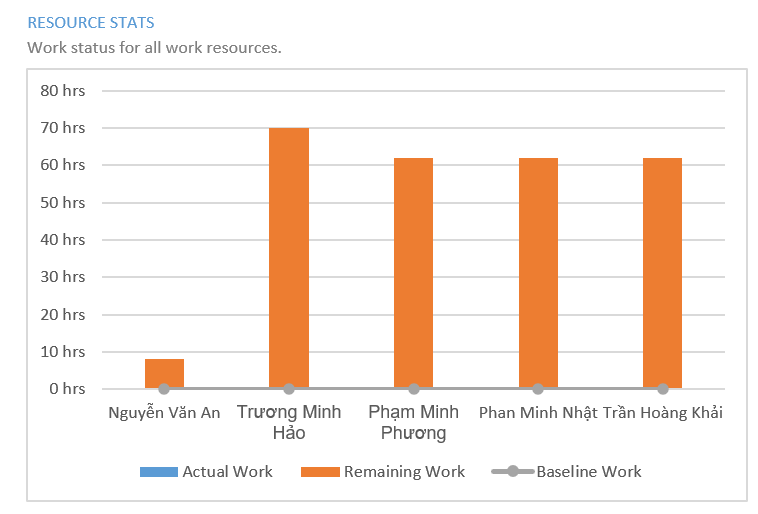 RESOURCE STATS
Work status for all work resources.
80 hrs
70 hrs
60 hrs
50 hrs
40 hrs
30 hrs
20 hrs
10 hrs
0 hrs
Nguyễn Văn An
Trương Minh
Hảo
Phạm Minh
Phương
Phan Minh Nhật
Trần Hoàng Khải
Actual Work
Remaining Work
Baseline Work